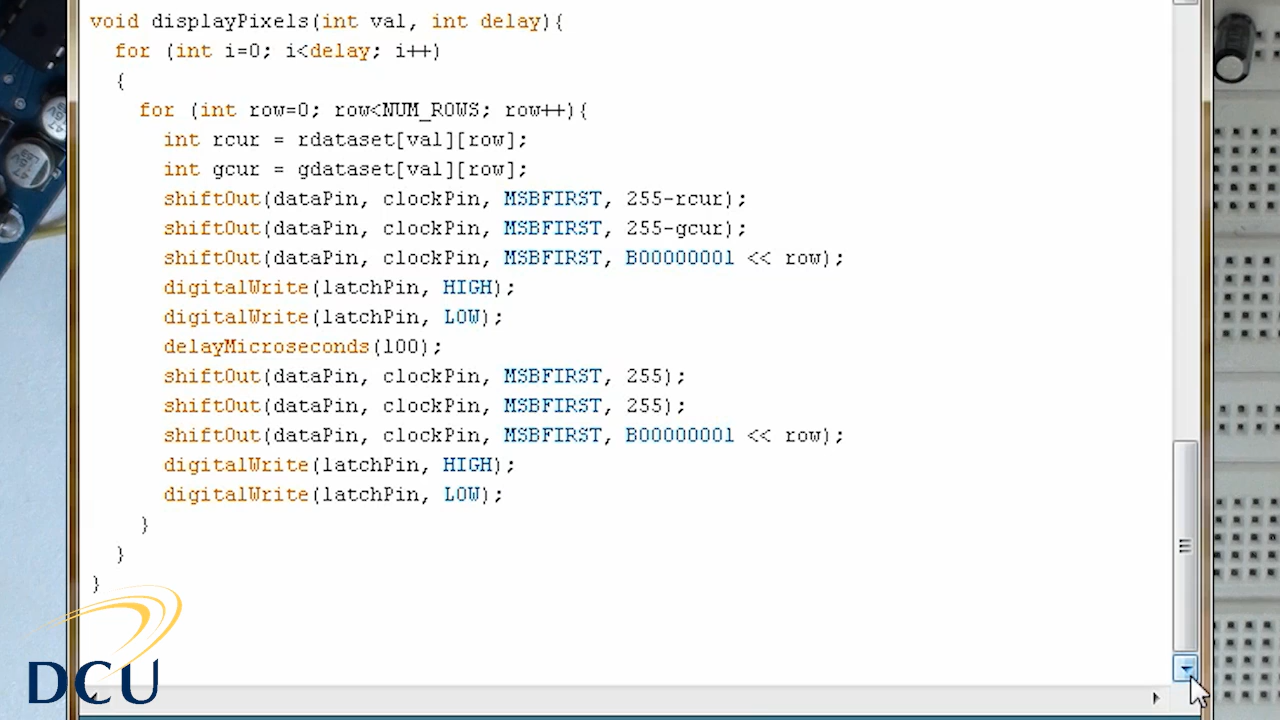 void displayPixels(int val, int delay){
for (int i=0; i<delay; i++)
{
for (int row=0; row<NUM_ROWS; row++){
int rcur = rdataset[val][row];
int gcur = gdataset[val][row];
shiftOut(dataPin, clockPin, MSBFIRST, 255-rcur);
shiftOut(dataPin, clockPin, MSBFIRST, 255-gcur);
shiftOut(dataPin, clockPin, MSBFIRST, B00000001 << row);
digitalWrite(latchPin, HIGH);
digitalWrite(latchPin, LOW);
delayMicroseconds(100);
shiftOut(dataPin, clockPin, MSBFIRST, 255);
shiftOut(dataPin, clockPin, MSBFIRST, 255);
shiftOut(dataPin, clockPin, MSBFIRST, B00000001 << row);
digitalWrite(latchPin, HIGH);
digitalWrite(latchPin, LOW);
}
}
}
DCU